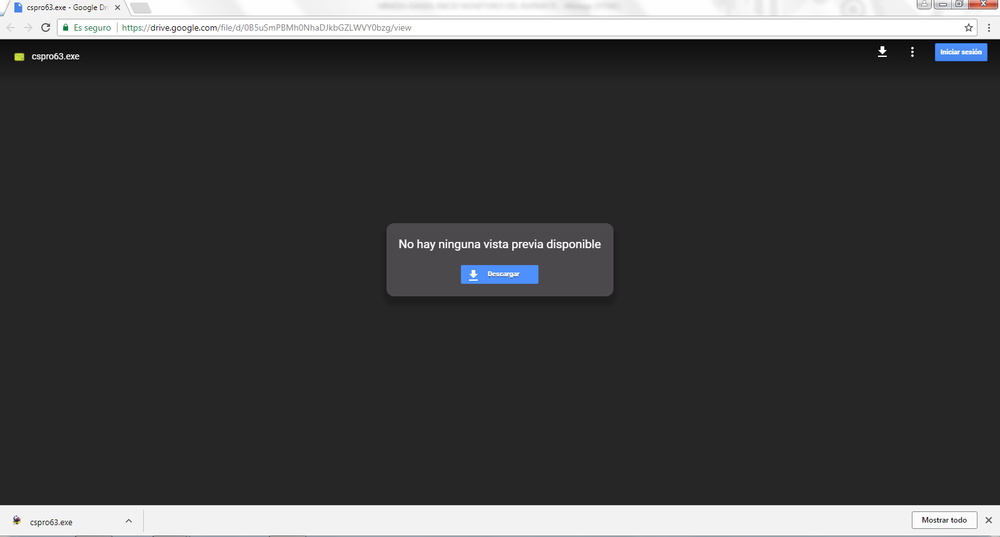 cspro63.exe - Google Dri
Es seguro https://drive.google.com/file/d/0B5uSmPBMh0NhaDJkbGZLWVY0bzg/view
cspro63.exe
Iniciar sesión
No hay ninguna vista previa disponible
Descargar
cspro63.exe
Mostrar todo